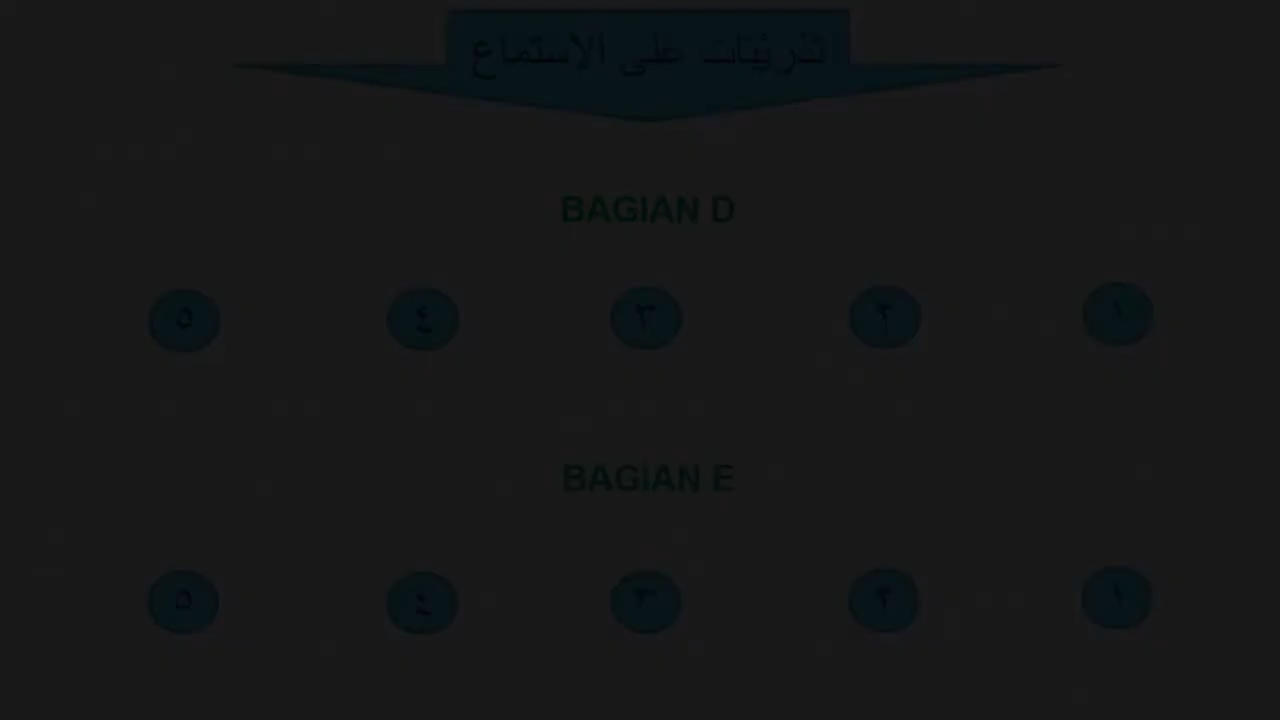 تدريبات على الاستماع
BAGIAN D
١ ٢ ٣ ٤ ٥
BAGIAN E
١ ٢ ٣ ٤ ٥